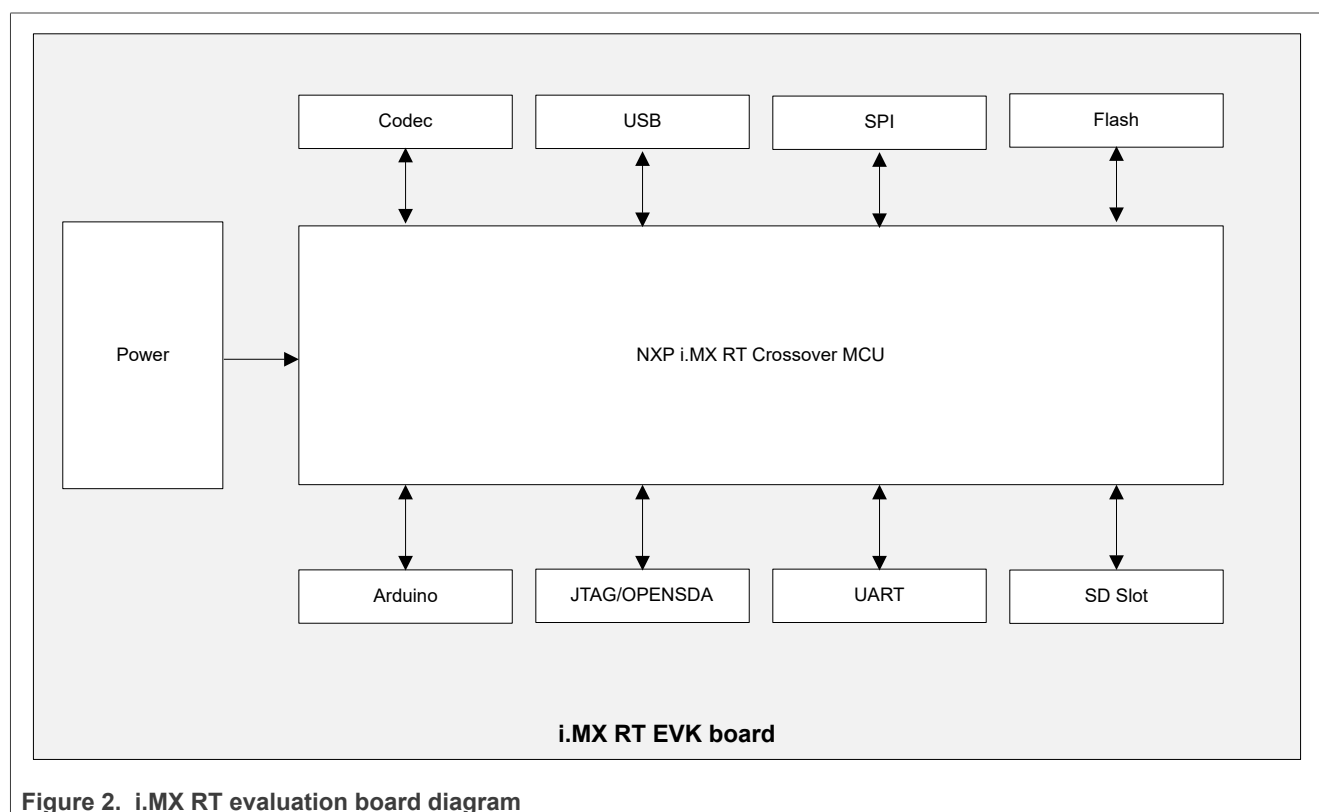 Codec
USB
SPI
Flash
Power
NXP i.MX RT Crossover MCU
Arduino
JTAG/OPENSDA
UART
SD Slot
i.MX RT EVK board
Figure 2. i.MX RT evaluation board diagram